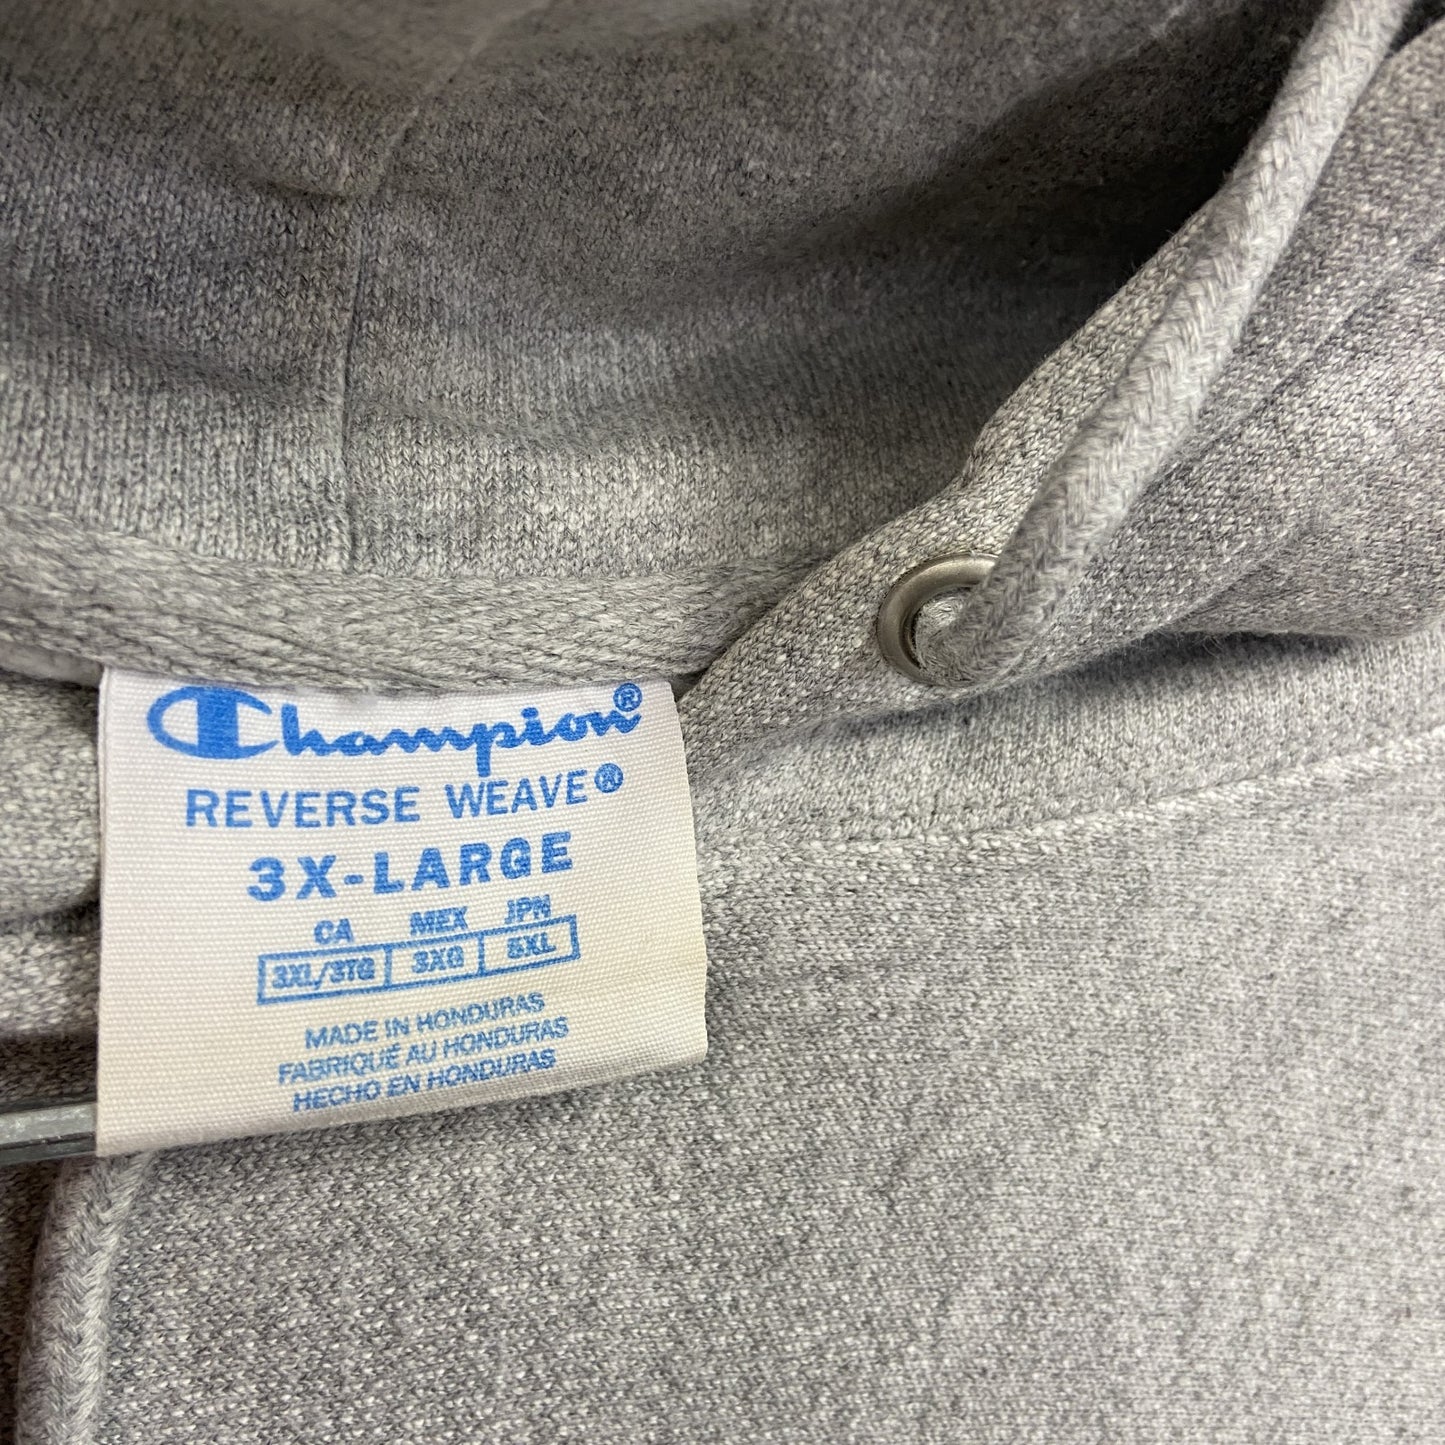 Champion®
REVERSE WEAVE®
3X-LARGE
CA MEX JPN
3XL/3TG 3XG 5XL
MADE IN HONDURAS
FABRIQUÉ AU HONDURAS
HECHO EN HONDURAS